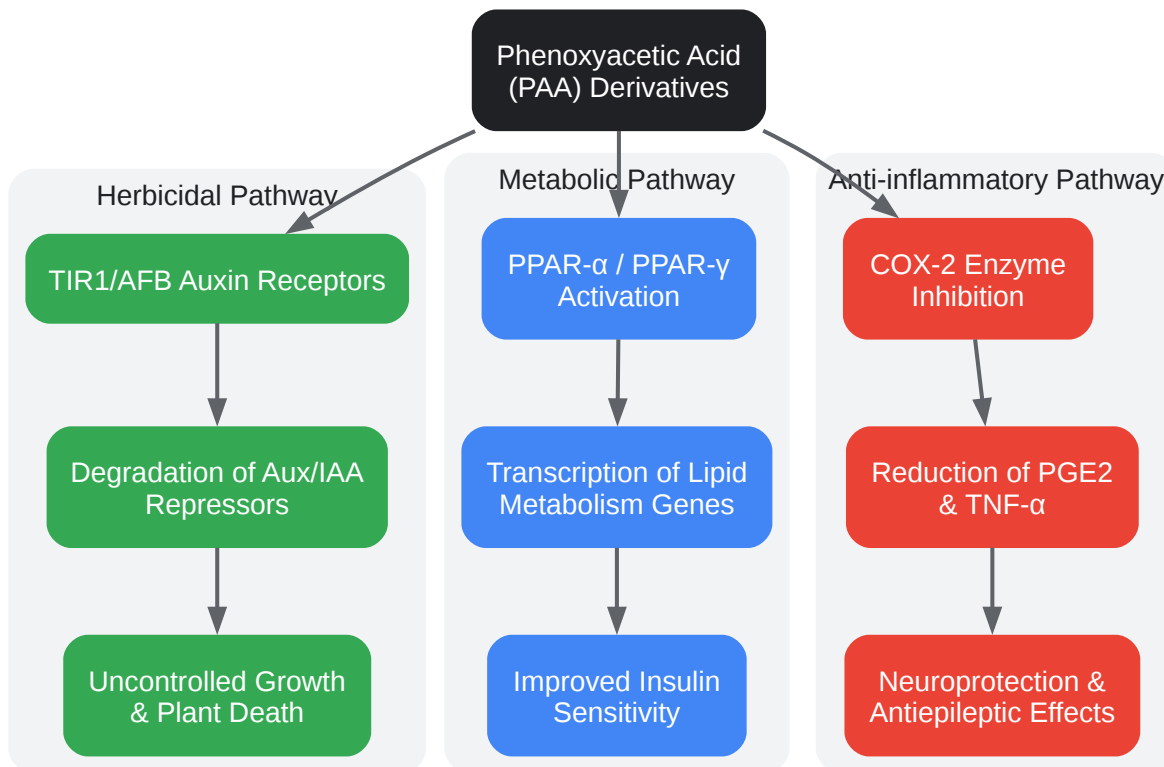 Phenoxyacetic Acid
(PAA) Derivatives
Herbicidal Pathway
TIR1/AFB Auxin Receptors
Degradation of Aux/IAA
Repressors
Uncontrolled Growth
& Plant Death
Metabolic Pathway
PPAR-α / PPAR-γ
Activation
Transcription of Lipid
Metabolism Genes
Improved Insulin
Sensitivity
Anti-inflammatory Pathway
COX-2 Enzyme
Inhibition
Reduction of PGE2
& TNF-α
Neuroprotection &
Antiepileptic Effects